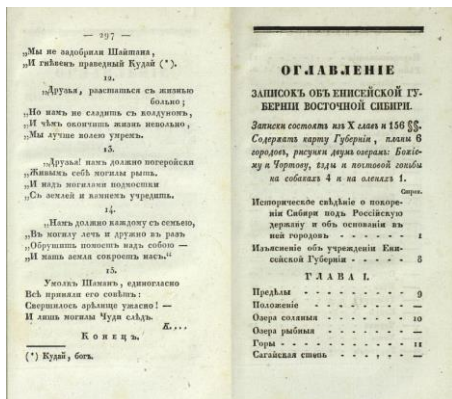 — 297 —
„Мы не задобрили Шайтана,
„И гнѣвенъ праведный Кудай (*).
12.
„Друзья, разстаться съ жизнью
больно;
„Но намъ не сладишь съ колдуномъ,
„И чѣмъ окончить жизнь невольно,
„Мы лучше волею умремъ.
13.
„Друзья! намъ должно погеройски
„Живымъ себѣ могилы рыть,
„И надъ могилами подмостки
„Съ землей и камнемъ учредить.
14.
„Намъ должно каждому съ семьею,
„Въ могилу лечь и дружно въ разъ
„Обрушить помостъ надъ собою —
„И мать земля сокроетъ насъ.“
15.
Умолкъ Шаманъ, единогласно
Всѣ приняли его совѣтъ:
Свершилось зрѣлище ужасно! —
И лишь могилы Чуди слѣдъ.
К....
Конецъ.
(*) Кудай, богъ.
ОГЛАВЛЕНІЕ
ЗАПИСОКЪ ОБЪ ЕНИСЕЙСКОЙ ГУ-
БЕРНІИ ВОСТОЧНОЙ СИБИРИ.
Записки состоятъ изъ X главъ и 156 §§.
Содержатъ карту Губерніи, планы 6
городовъ, рисунки двумъ озерамъ: Божіе-
му и Чортову, ѣзды и почтовой гоньбы
на собакахъ 4 и на оленяхъ 1.
Стран.
Историческое свѣдѣніе о покоре-
ніи Сибири подъ Россійскую
державу и объ основаніи въ
ней городовъ - - - - - - 1
Изъясненіе объ учрежденіи Ени-
сейской Губерніи - - - - - 6
ГЛАВА I.
Предѣлы - - - - - - - - 9
Положеніе - - - - - - - —
Озера соляныя - - - - - - 10
Озера рыбныя - - - - - - —
Горы - - - - - - - - - 11
Сагайская степь - - - - - —